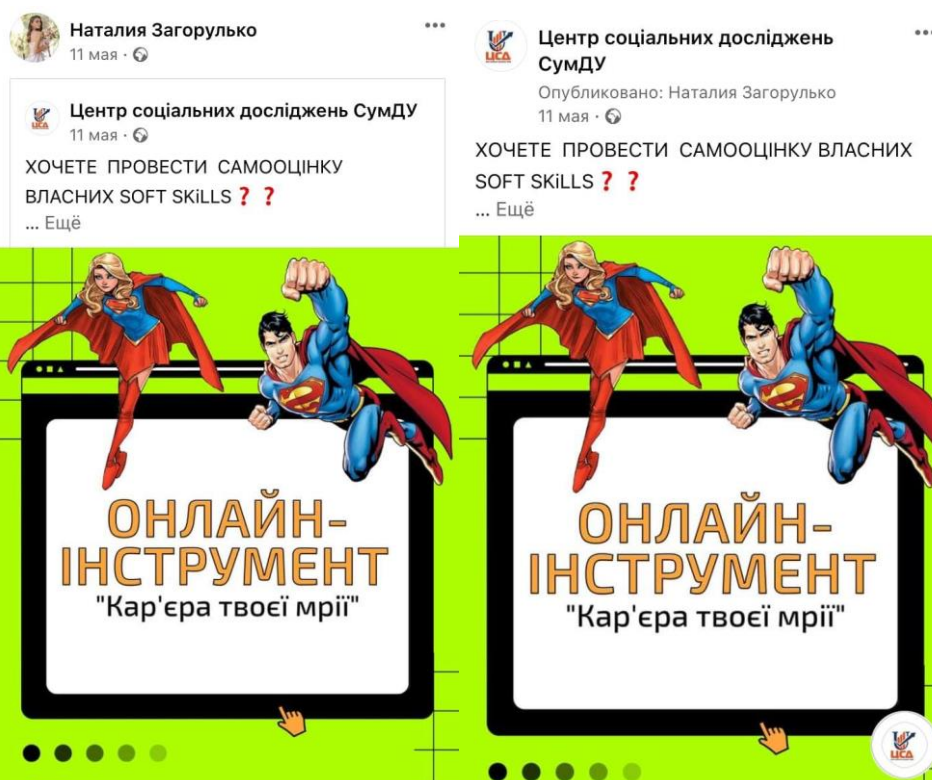 Наталия Загорулько
11 мая ·
Центр соціальних досліджень СумДУ
11 мая ·
ХОЧЕТЕ ПРОВЕСТИ САМООЦІНКУ
ВЛАСНИХ SOFT SKiLLS❓ ❓
... Ещё
ОНЛАЙН-
ІНСТРУМЕНТ
"Кар'єра твоєї мрії"
Центр соціальних досліджень
СумДУ
Опубликовано: Наталия Загорулько
11 мая ·
ХОЧЕТЕ ПРОВЕСТИ САМООЦІНКУ ВЛАСНИХ
SOFT SKiLLS❓ ❓
... Ещё
ОНЛАЙН-
ІНСТРУМЕНТ
"Кар'єра твоєї мрії"
ЦСД